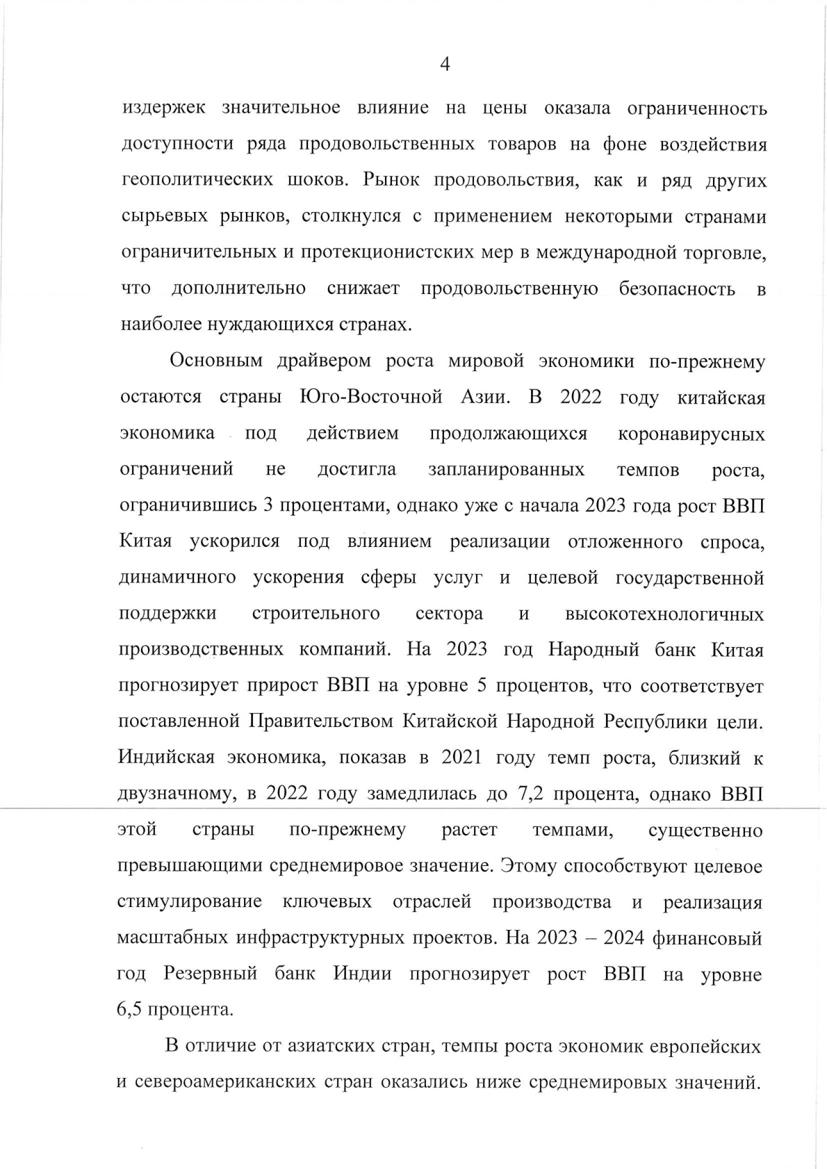 4
издержек значительное влияние на цены оказала ограниченность
доступности ряда продовольственных товаров на фоне воздействия
геополитических шоков. Рынок продовольствия, как и ряд других
сырьевых рынков, столкнулся с применением некоторыми странами
ограничительных и протекционистских мер в международной торговле,
что дополнительно снижает продовольственную безопасность в
наиболее нуждающихся странах.
Основным драйвером роста мировой экономики по-прежнему
остаются страны Юго-Восточной Азии. В 2022 году китайская
экономика под действием продолжающихся коронавирусных
ограничений не достигла запланированных темпов роста,
ограничившись 3 процентами, однако уже с начала 2023 года рост ВВП
Китая ускорился под влиянием реализации отложенного спроса,
динамичного ускорения сферы услуг и целевой государственной
поддержки строительного сектора и высокотехнологичных
производственных компаний. На 2023 год Народный банк Китая
прогнозирует прирост ВВП на уровне 5 процентов, что соответствует
поставленной Правительством Китайской Народной Республики цели.
Индийская экономика, показав в 2021 году темп роста, близкий к
двузначному, в 2022 году замедлилась до 7,2 процента, однако ВВП
этой страны по-прежнему растет темпами, существенно
превышающими среднемировое значение. Этому способствуют целевое
стимулирование ключевых отраслей производства и реализация
масштабных инфраструктурных проектов. На 2023 – 2024 финансовый
год Резервный банк Индии прогнозирует рост ВВП на уровне
6,5 процента.
В отличие от азиатских стран, темпы роста экономик европейских
и североамериканских стран оказались ниже среднемировых значений.